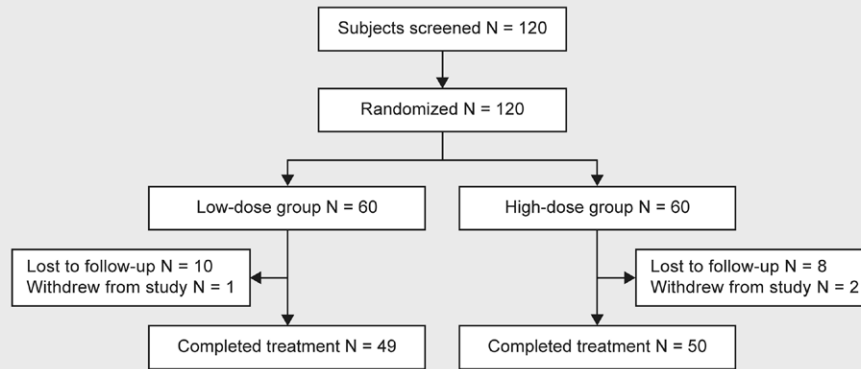 Subjects screened N = 120
Randomized N = 120
Low-dose group N = 60
High-dose group N = 60
Lost to follow-up N = 10
Withdrew from study N = 1
Lost to follow-up N = 8
Withdrew from study N = 2
Completed treatment N = 49
Completed treatment N = 50